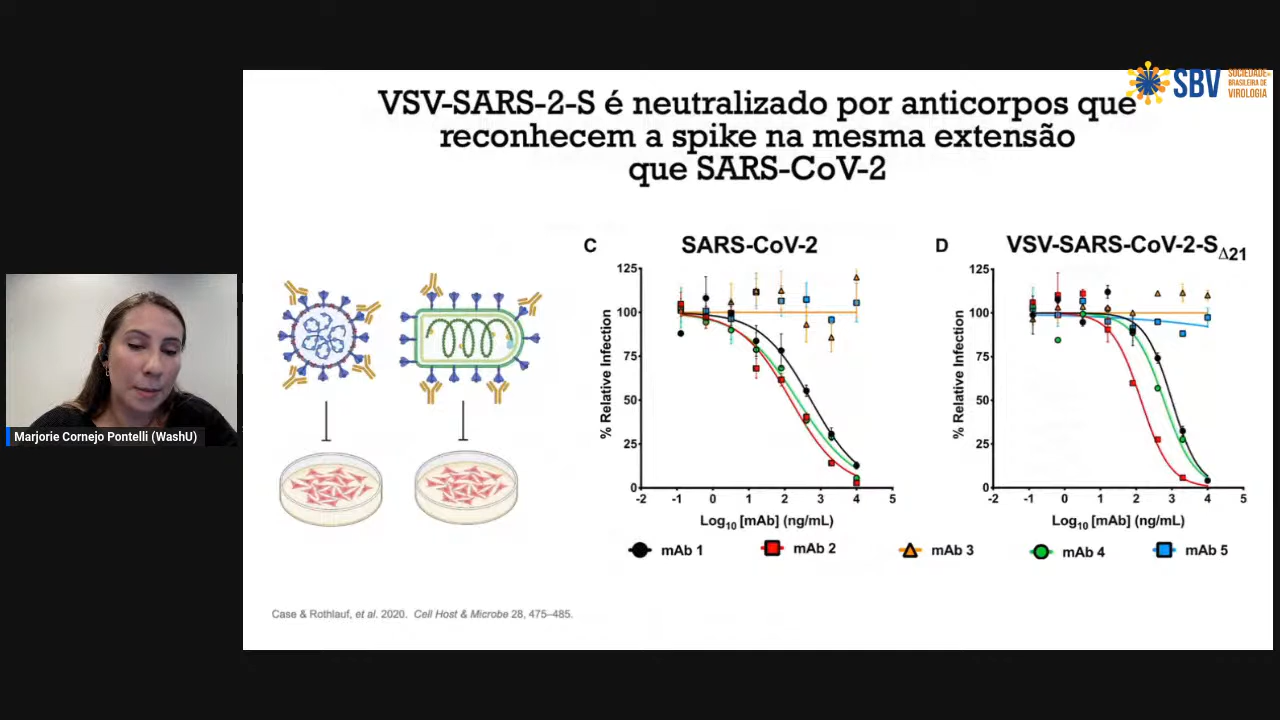 SBV
SOCIEDADE
BRASILEIRA DE
VIROLOGIA
VSV-SARS-2-S é neutralizado por anticorpos que
reconhecem a spike na mesma extensão
que SARS-CoV-2
C
SARS-CoV-2
125
100
75
50
25
0
% Relative Infection
-2 -1 0 1 2 3 4 5
Log10 [mAb] (ng/mL)
D
VSV-SARS-CoV-2-SΔ21
125
100
75
50
25
0
% Relative Infection
-2 -1 0 1 2 3 4 5
Log10 [mAb] (ng/mL)
mAb 1 mAb 2 mAb 3 mAb 4 mAb 5
Marjorie Cornejo Pontelli (WashU)
Case & Rothlauf, et al. 2020. Cell Host & Microbe 28, 475–485.